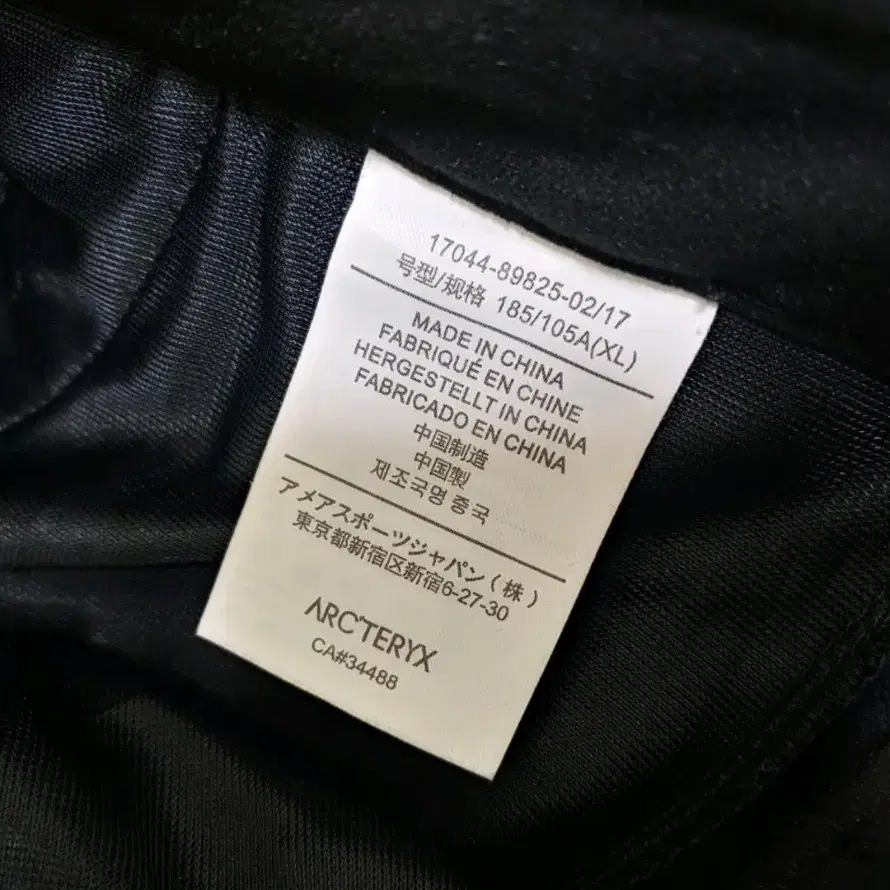 17044-89825-02/17
号型/规格 185/105A(XL)
MADE IN CHINA
FABRIQUÉ EN CHINE
HERGESTELLT IN CHINA
FABRICADO EN CHINA
中国制造
中国製
제조국명 중국
アメアスポーツジャパン(株)
東京都新宿区新宿6-27-30
ARC'TERYX
CA#34488